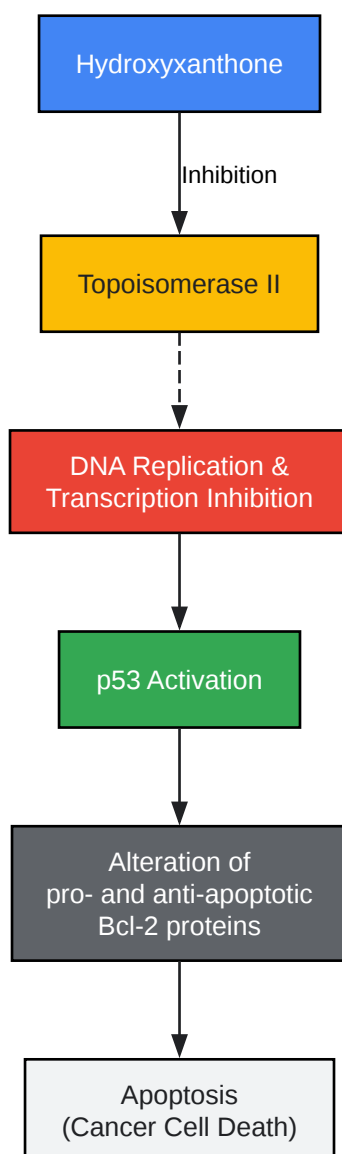 Hydroxyxanthone
Inhibition
Topoisomerase II
DNA Replication &
Transcription Inhibition
p53 Activation
Alteration of
pro- and anti-apoptotic
Bcl-2 proteins
Apoptosis
(Cancer Cell Death)